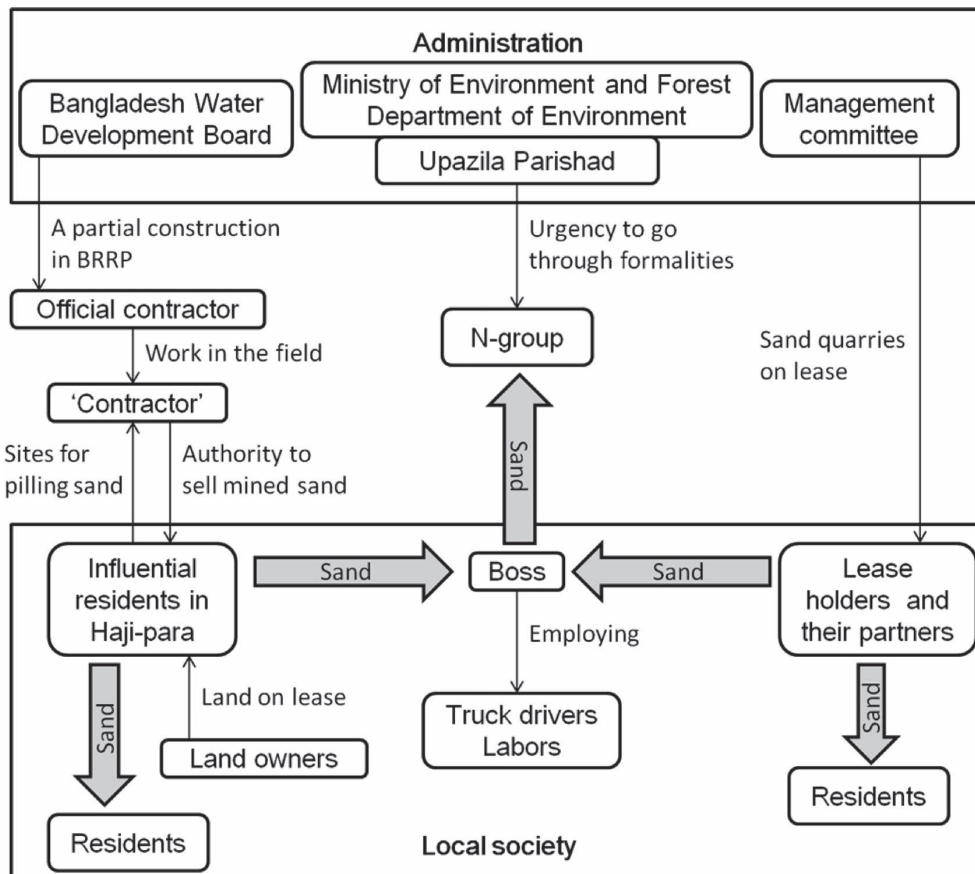 Administration
Bangladesh Water
Development Board
Ministry of Environment and Forest
Department of Environment
Upazila Parishad
Management
committee
A partial construction
in BRRP
Urgency to go
through formalities
Official contractor
N-group
Sand quarries
on lease
Work in the field
'Contractor'
Sites for
pilling sand
Authority to
sell mined sand
Sand
Influential
residents in
Haji-para
Sand
Boss
Sand
Lease
holders and
their partners
Employing
Sand
Land on lease
Truck drivers
Labors
Sand
Land owners
Residents
Residents
Local society